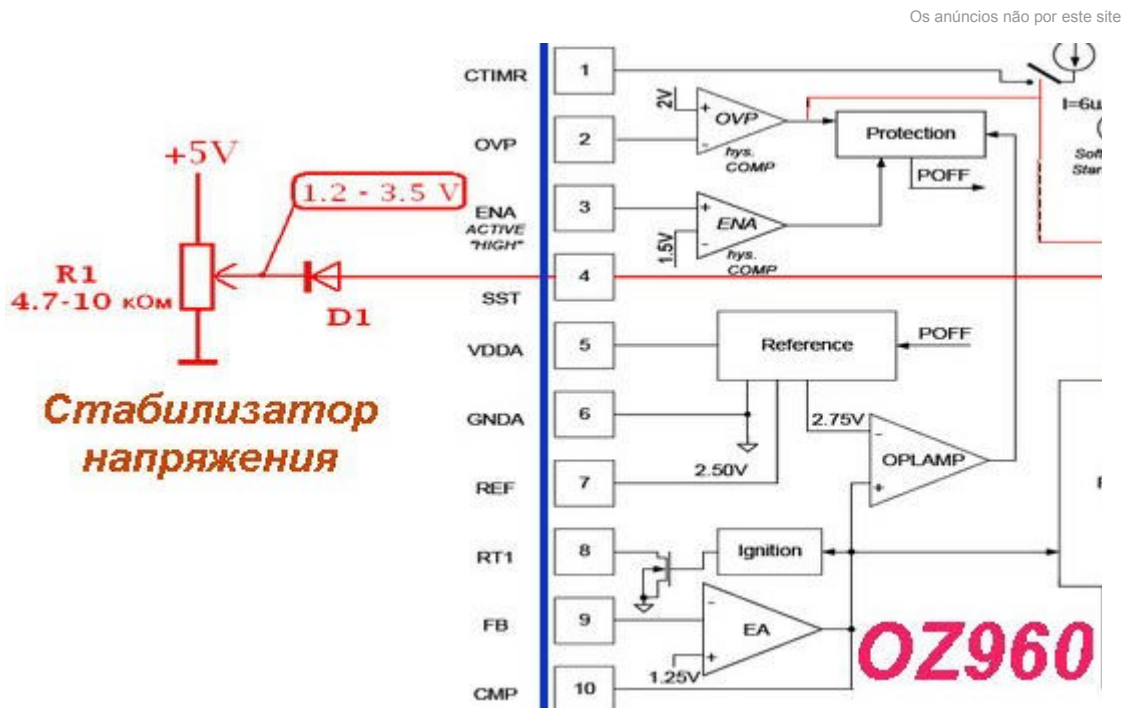 Os anúncios não por este site
CTIMR
1
I=6u
OVP
2
2V
+
OVP
-
hys.
COMP
Protection
POFF
Sof
Star
+5V
1.2 - 3.5 V
ENA
ACTIVE
"HIGH"
3
+
ENA
-
1.5V
hys.
COMP
R1
4.7-10 кОм
D1
4
SST
VDDA
5
Reference
POFF
Стабилизатор
напряжения
GNDA
6
2.75V
-
OPLAMP
+
2.50V
REF
7
RT1
8
Ignition
FB
9
-
EA
+
1.25V
OZ960
CMP
10